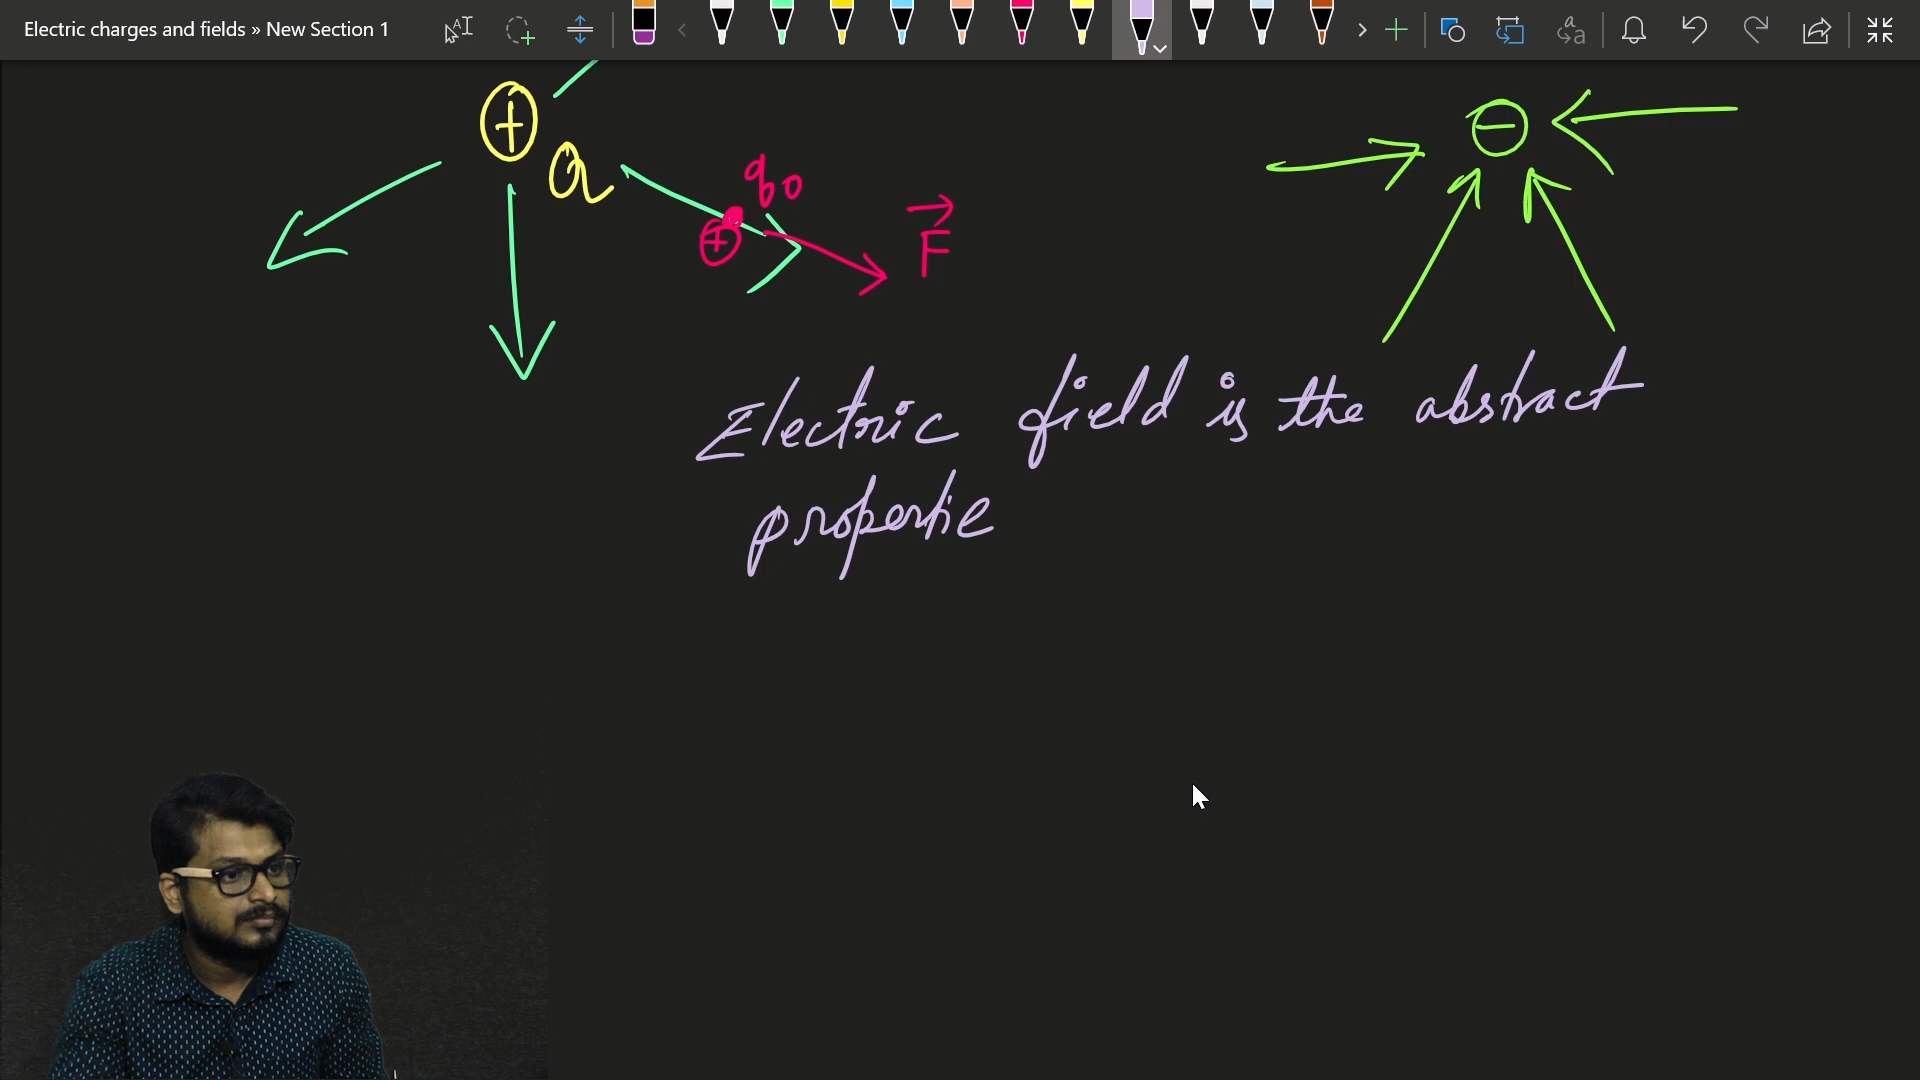 Electric charges and fields » New Section 1
+
Q
q0
+
F
−
Electric field is the abstract
propertie